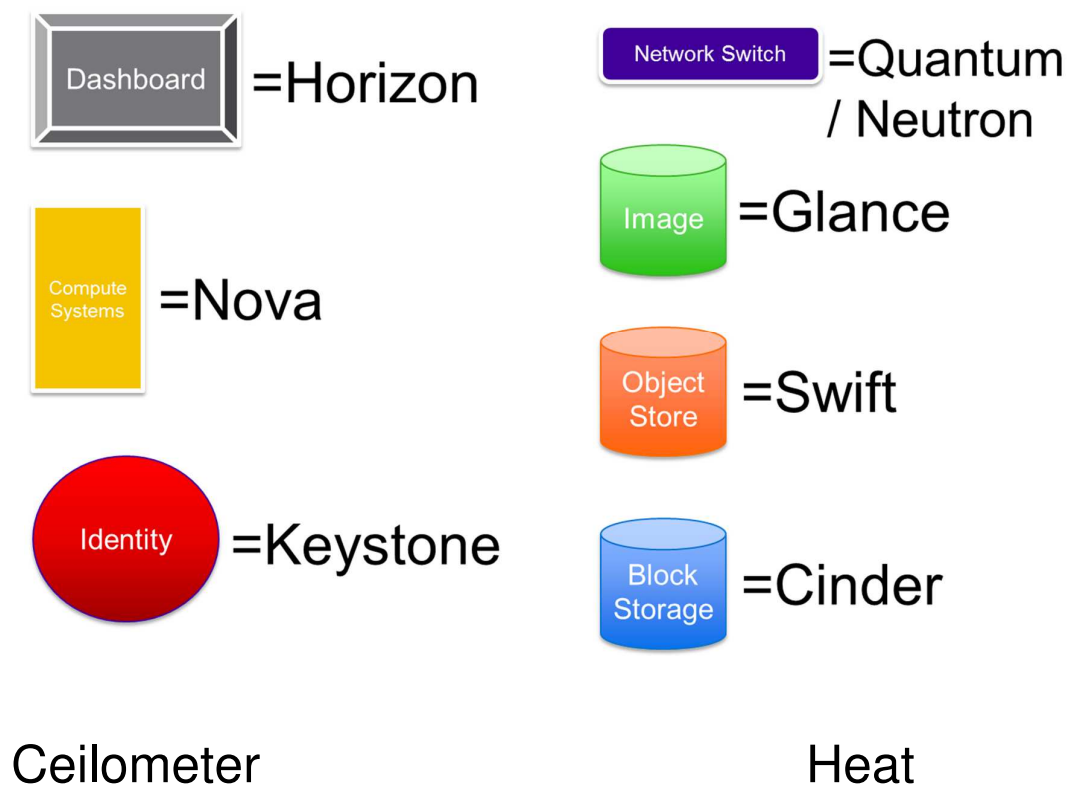 Dashboard
=Horizon
Compute
Systems
=Nova
Identity
=Keystone
Network Switch
=Quantum
/ Neutron
Image
=Glance
Object
Store
=Swift
Block
Storage
=Cinder
Ceilometer
Heat